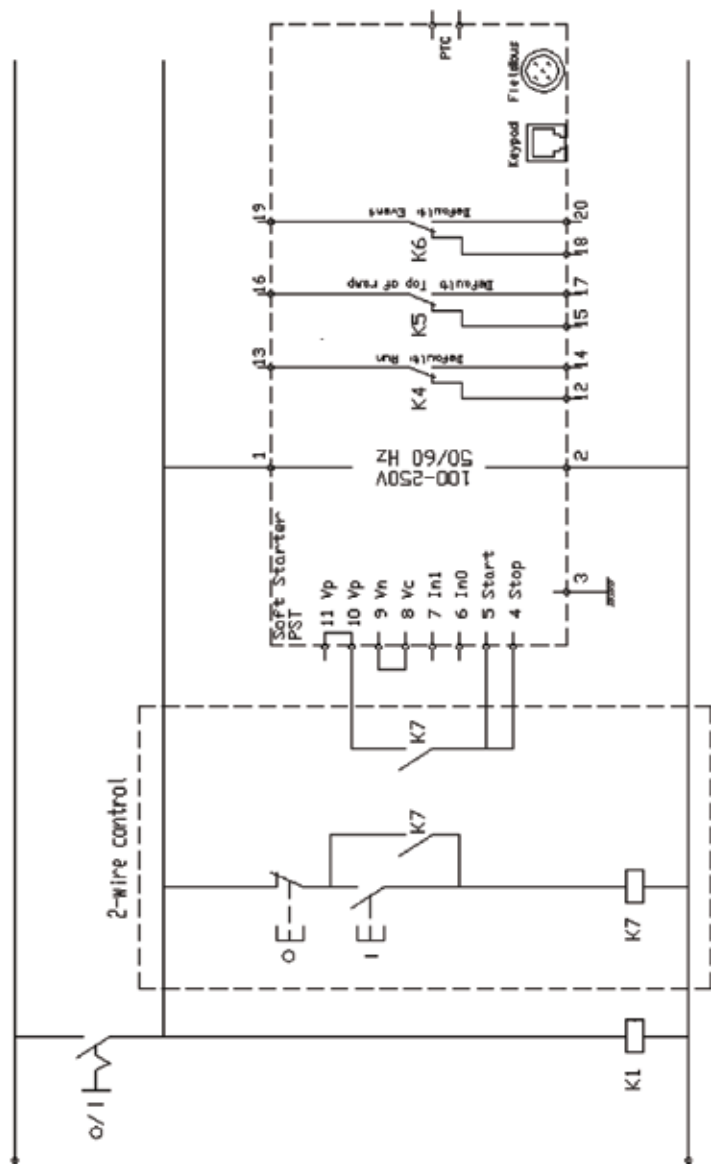 PTC
Fieldbus
Keypad
19
Default: Event
20
K6
18
16
Default: Top of ramp
17
K5
15
13
Default: Run
14
K4
12
1
100-250V
50/60 Hz
2
Soft Starter
PST
11 Vp
10 Vp
9 Vn
8 Vc
7 In1
6 In0
5 Start
4 Stop
3
2-wire control
K7
K7
O
I
K7
O/I
K1